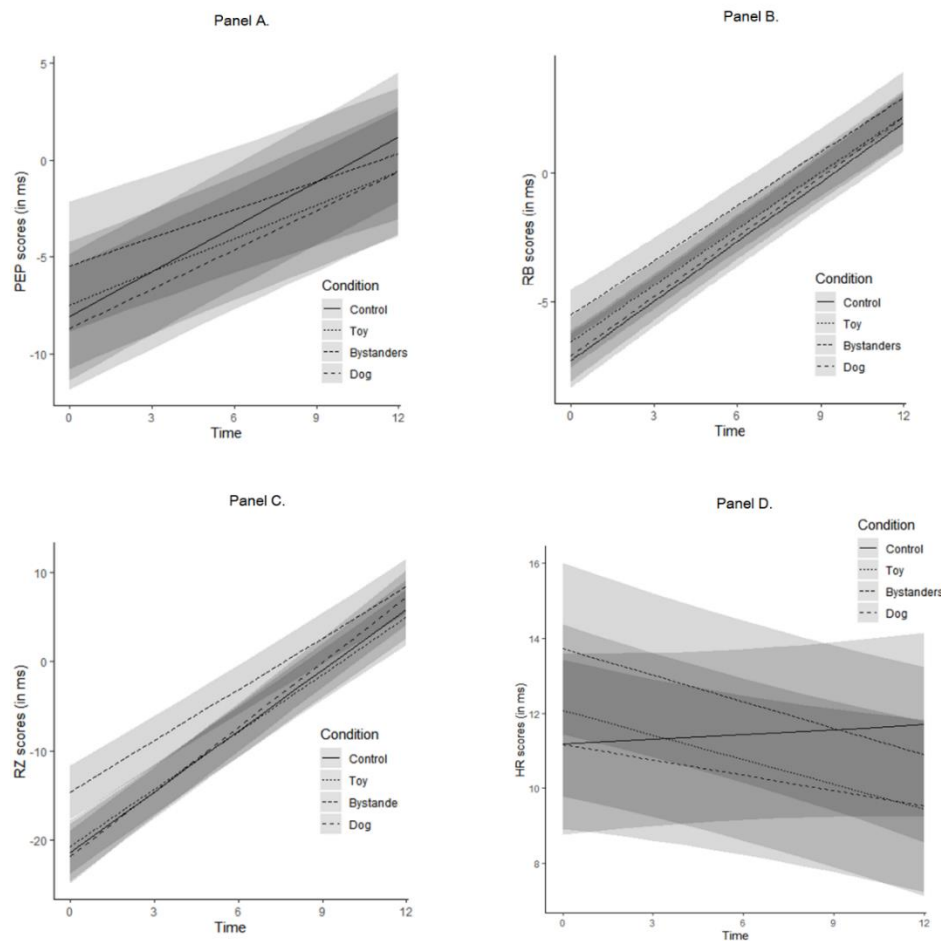 Panel A.
5
0
-5
-10
PEP scores (in ms)
0 3 6 9 12
Time
Condition
Control
Toy
Bystanders
Dog
Panel B.
0
-5
RB scores (in ms)
0 3 6 9 12
Time
Condition
Control
Toy
Bystanders
Dog
Panel C.
10
0
-10
-20
RZ scores (in ms)
0 3 6 9 12
Time
Condition
Control
Toy
Bystande
Dog
Panel D.
Condition
Control
Toy
Bystanders
Dog
16
14
12
10
8
HR scores (in ms)
0 3 6 9 12
Time